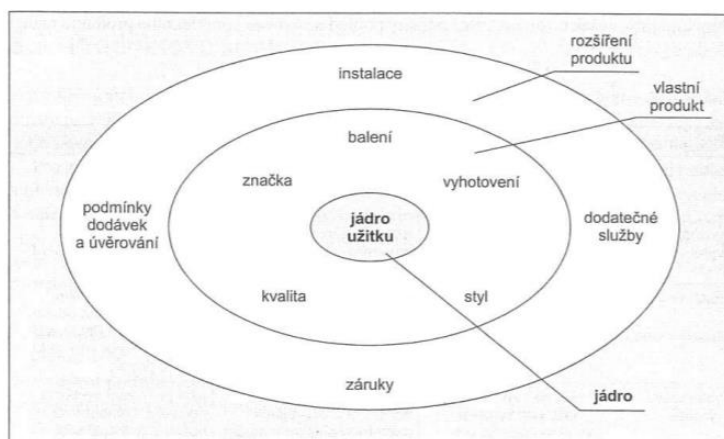 rozšíření
produktu
instalace
vlastní
produkt
balení
značka
vyhotovení
podmínky
dodávek
a úvěrování
jádro
užitku
dodatečné
služby
kvalita
styl
záruky
jádro